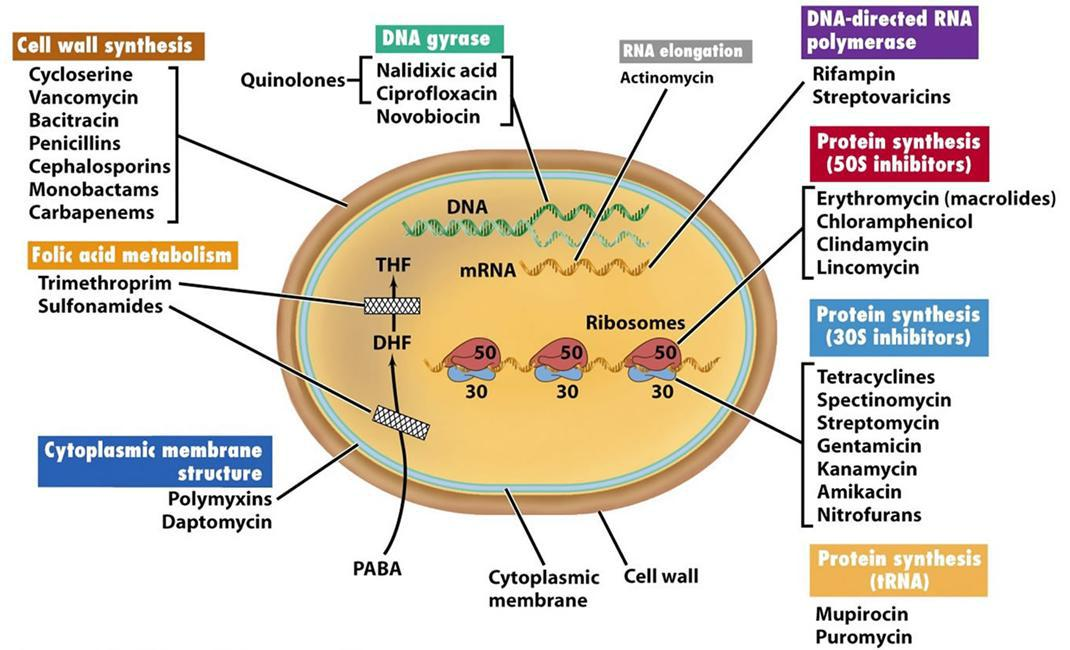 Cell wall synthesis
Cycloserine
Vancomycin
Bacitracin
Penicillins
Cephalosporins
Monobactams
Carbapenems
DNA gyrase
Quinolones
Nalidixic acid
Ciprofloxacin
Novobiocin
RNA elongation
Actinomycin
DNA-directed RNA
polymerase
Rifampin
Streptovaricins
Protein synthesis
(50S inhibitors)
Erythromycin (macrolides)
Chloramphenicol
Clindamycin
Lincomycin
Folic acid metabolism
Trimethroprim
Sulfonamides
DNA
THF
mRNA
DHF
Ribosomes
50
50
50
30
30
30
Protein synthesis
(30S inhibitors)
Tetracyclines
Spectinomycin
Streptomycin
Gentamicin
Kanamycin
Amikacin
Nitrofurans
Cytoplasmic membrane
structure
Polymyxins
Daptomycin
PABA
Cytoplasmic
membrane
Cell wall
Protein synthesis
(tRNA)
Mupirocin
Puromycin